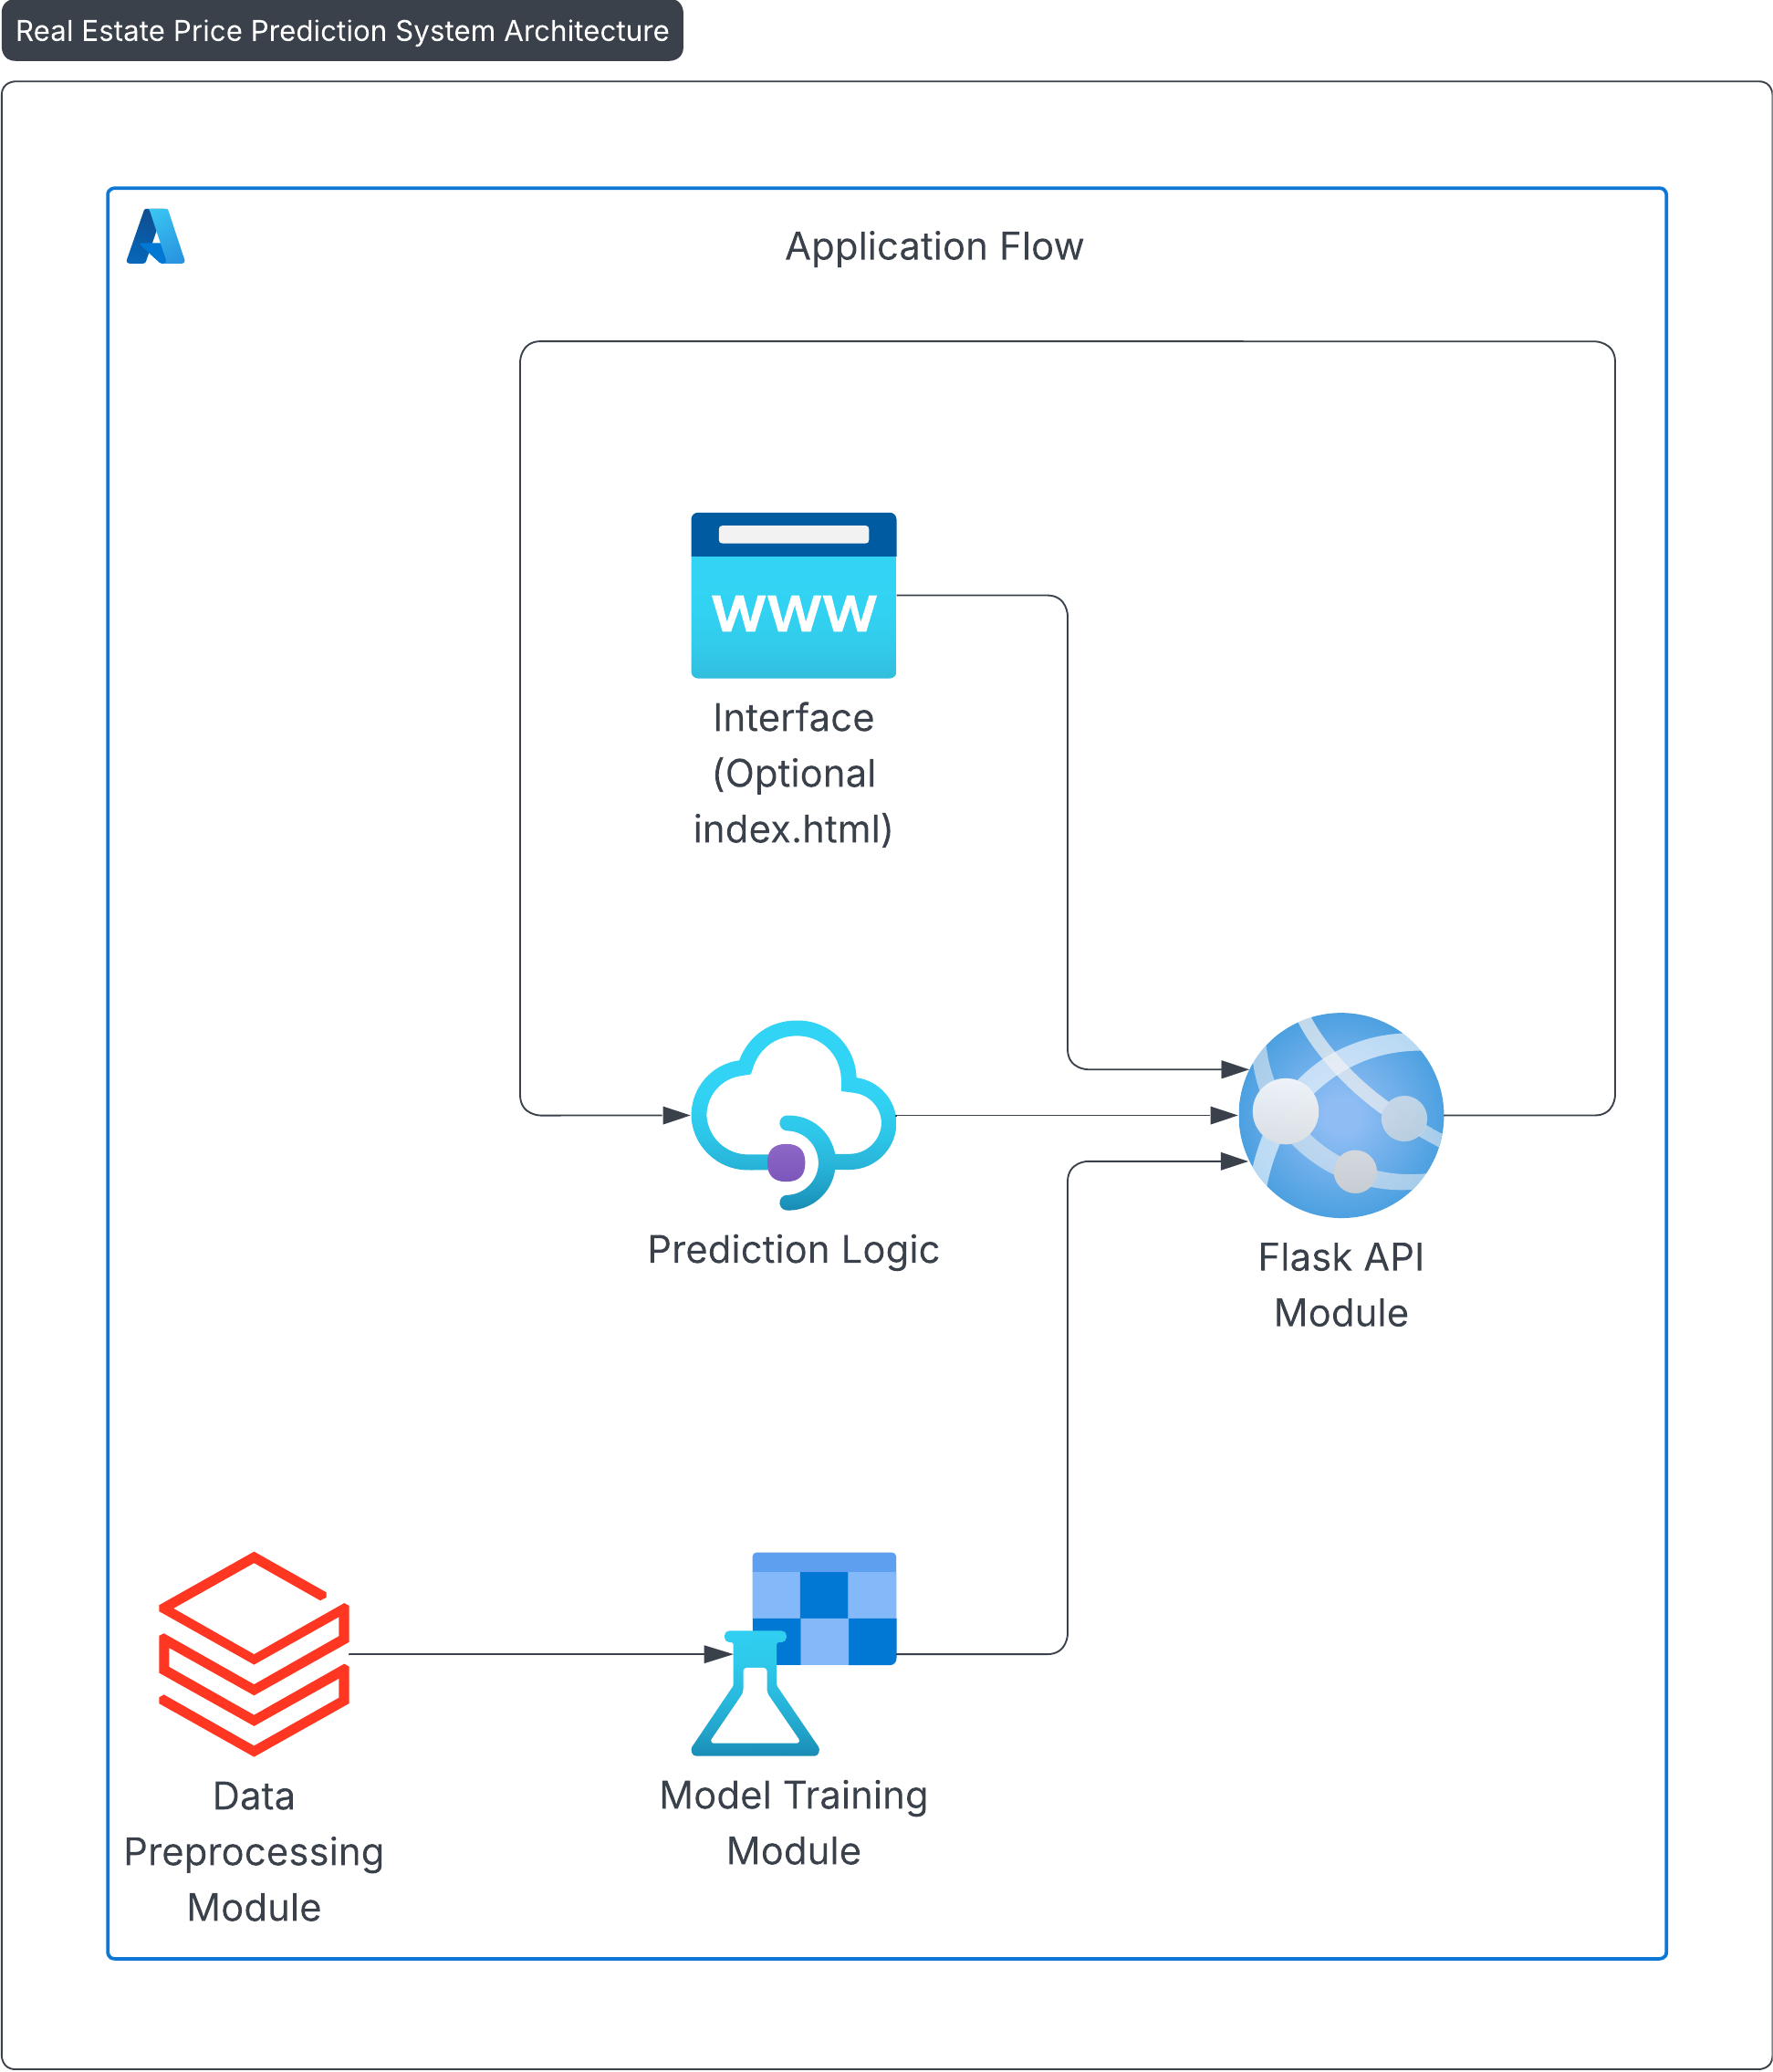 Real Estate Price Prediction System Architecture
Application Flow
www
Interface
(Optional
index.html)
Prediction Logic
Flask API
Module
Data
Preprocessing
Module
Model Training
Module